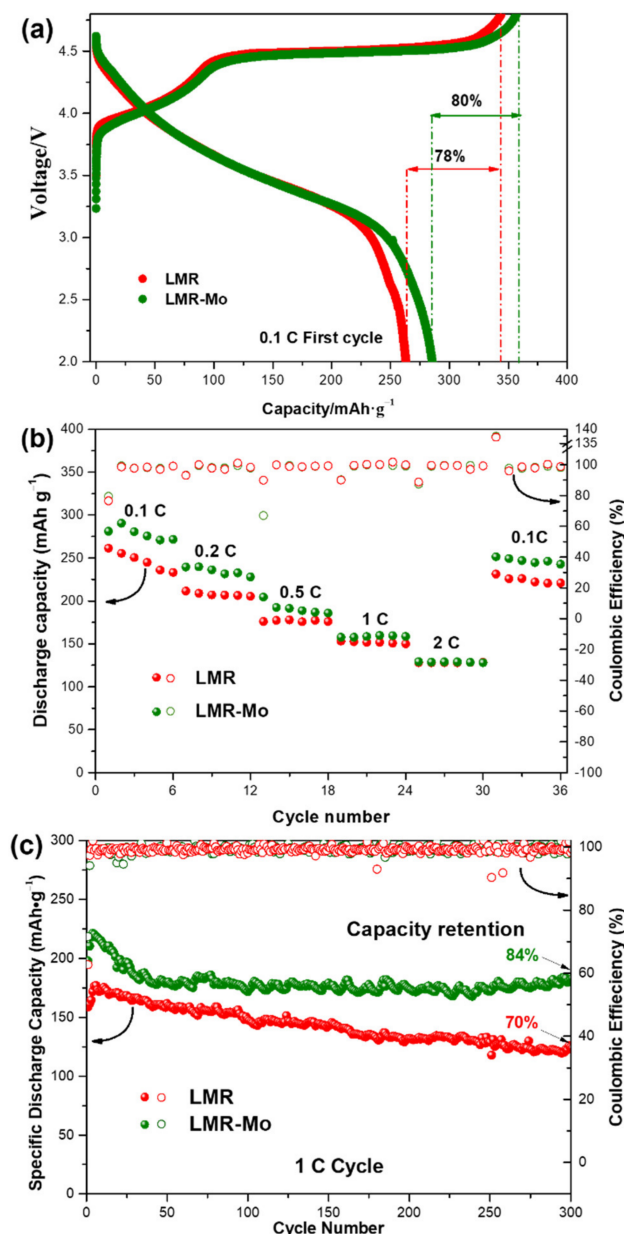 (a)
4.5
4.0
3.5
3.0
2.5
2.0
Voltage/V
80%
78%
LMR
LMR-Mo
0.1 C First cycle
0 50 100 150 200 250 300 350 400
Capacity/mAh·g⁻¹
(b)
400
350
300
250
200
150
100
50
0
Discharge capacity (mAh g⁻¹)
140
135
100
80
60
40
20
0
-20
-40
-60
-80
-100
Coulombic Efficiency (%)
0.1 C
0.2 C
0.5 C
1 C
2 C
0.1C
LMR
LMR-Mo
0 6 12 18 24 30 36
Cycle number
(c)
300
250
200
150
100
50
0
Specific Discharge Capacity (mAh•g⁻¹)
100
80
60
40
20
0
Coulombic Effieciency (%)
Capacity retention
84%
70%
LMR
LMR-Mo
1 C Cycle
0 50 100 150 200 250 300
Cycle Number